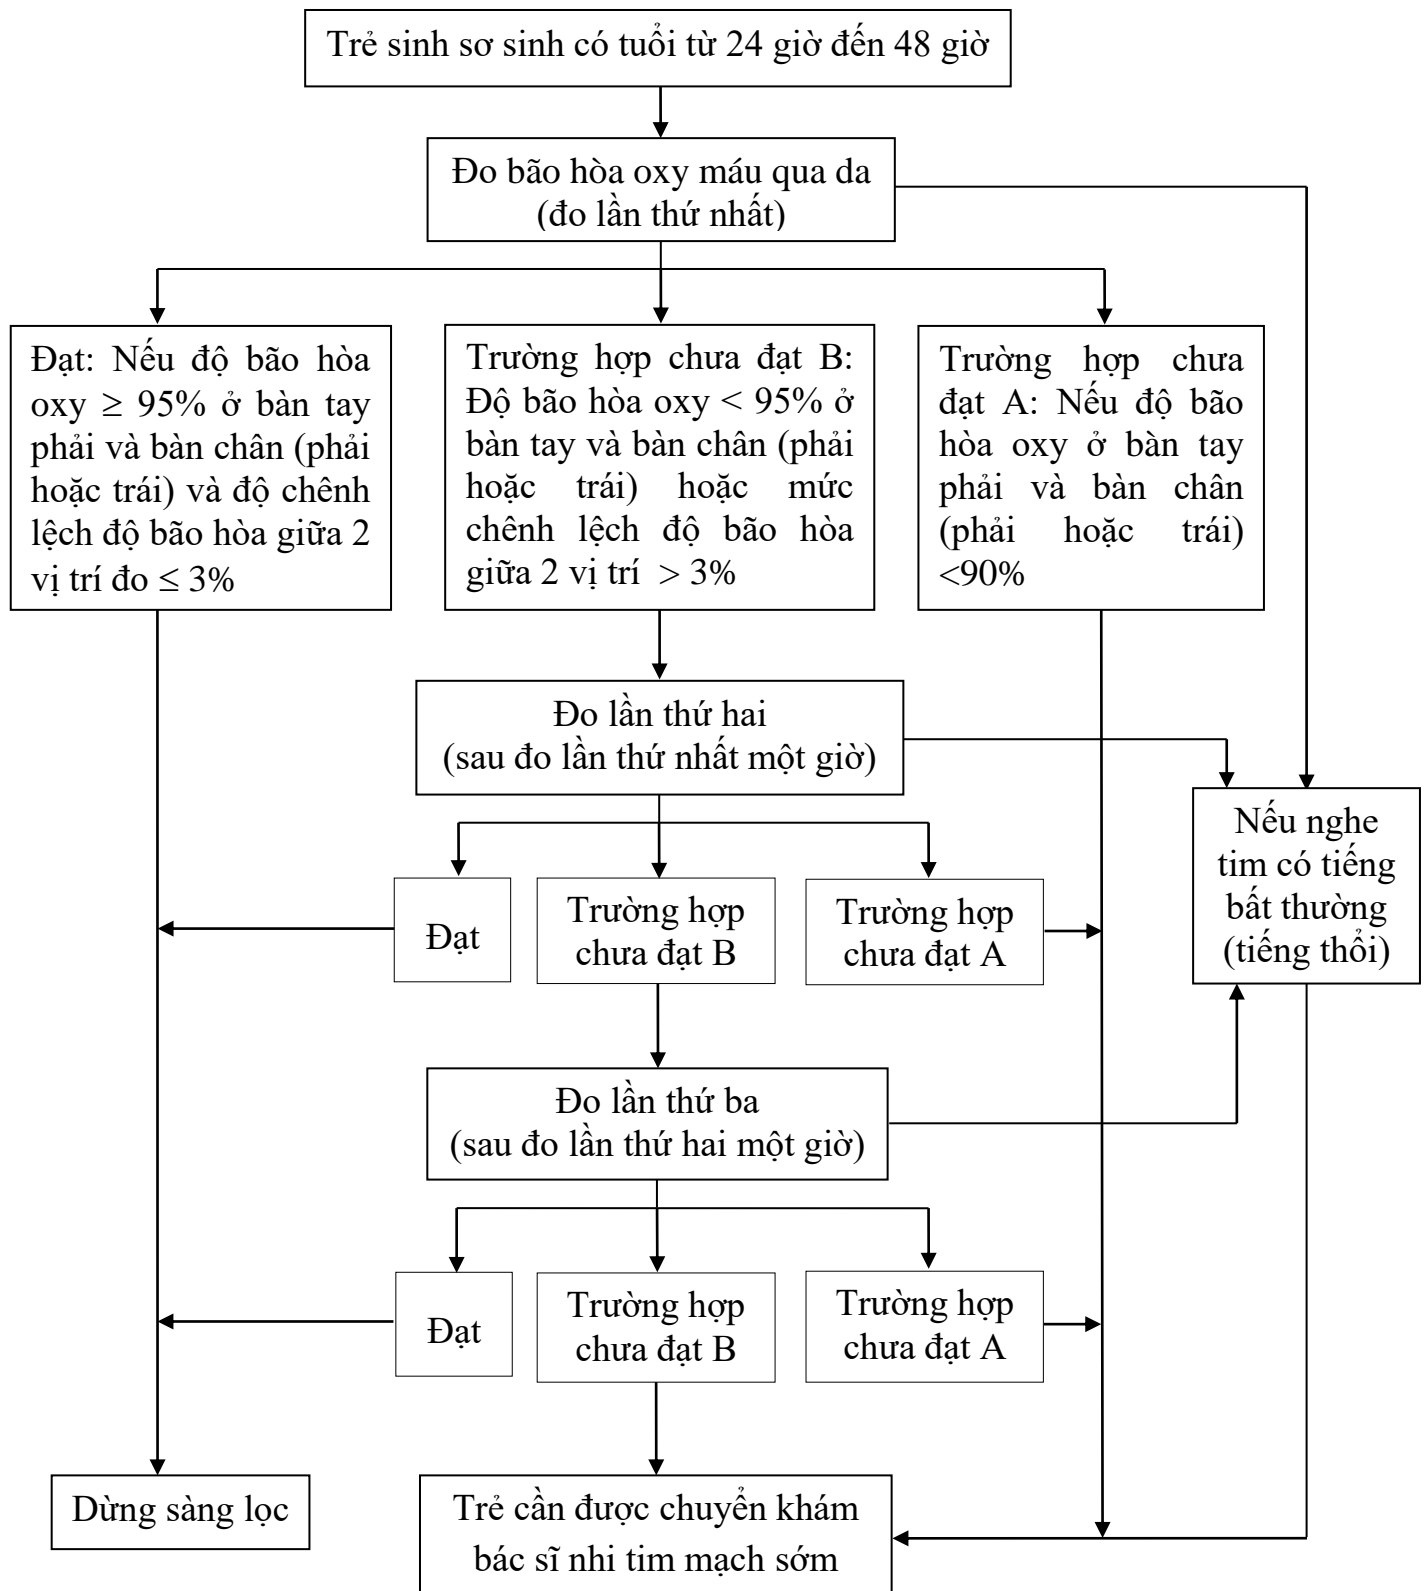 Trẻ sinh sơ sinh có tuổi từ 24 giờ đến 48 giờ
Đo bão hòa oxy máu qua da
(đo lần thứ nhất)
Đạt: Nếu độ bão hòa
oxy ≥ 95% ở bàn tay
phải và bàn chân (phải
hoặc trái) và độ chênh
lệch độ bão hòa giữa 2
vị trí đo ≤ 3%
Trường hợp chưa đạt B:
Độ bão hòa oxy < 95% ở
bàn tay và bàn chân (phải
hoặc trái) hoặc mức
chênh lệch độ bão hòa
giữa 2 vị trí > 3%
Trường hợp chưa
đạt A: Nếu độ bão
hòa oxy ở bàn tay
phải và bàn chân
(phải hoặc trái)
<90%
Đo lần thứ hai
(sau đo lần thứ nhất một giờ)
Nếu nghe
tim có tiếng
bất thường
(tiếng thổi)
Đạt
Trường hợp
chưa đạt B
Trường hợp
chưa đạt A
Đo lần thứ ba
(sau đo lần thứ hai một giờ)
Đạt
Trường hợp
chưa đạt B
Trường hợp
chưa đạt A
Dừng sàng lọc
Trẻ cần được chuyển khám
bác sĩ nhi tim mạch sớm